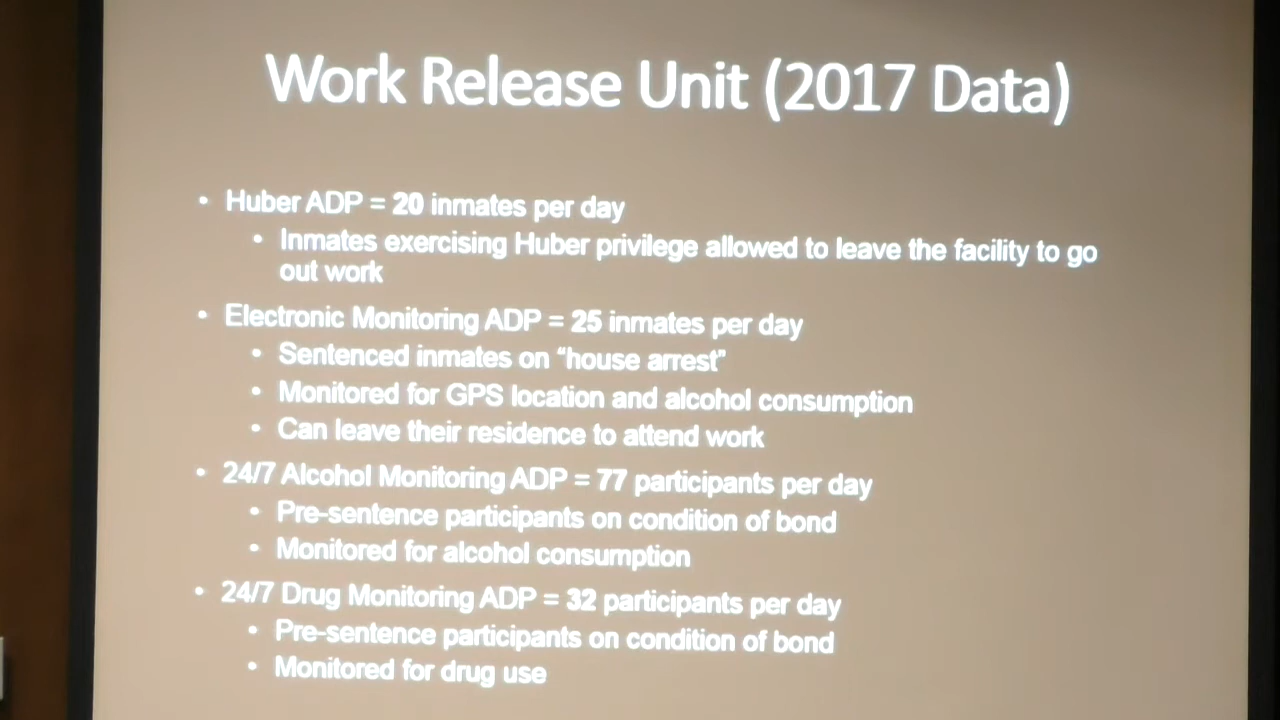 Work Release Unit (2017 Data)
• Huber ADP = 20 inmates per day
• Inmates exercising Huber privilege allowed to leave the facility to go
out work
• Electronic Monitoring ADP = 25 inmates per day
• Sentenced inmates on “house arrest”
• Monitored for GPS location and alcohol consumption
• Can leave their residence to attend work
• 24/7 Alcohol Monitoring ADP = 77 participants per day
• Pre-sentence participants on condition of bond
• Monitored for alcohol consumption
• 24/7 Drug Monitoring ADP = 32 participants per day
• Pre-sentence participants on condition of bond
• Monitored for drug use